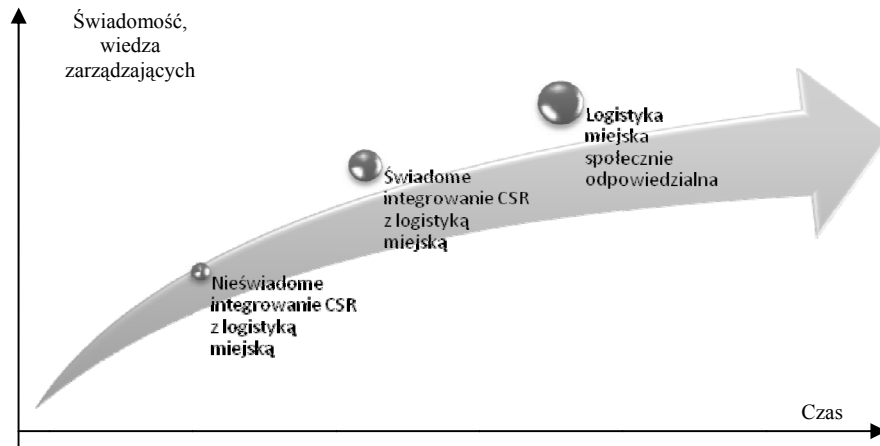 Świadomość,
wiedza
zarządzających
Logistyka
miejska
społecznie
odpowiedzialna
Świadome
integrowanie CSR
z logistyką
miejską
Nieświadome
integrowanie CSR
z logistyką
miejską
Czas